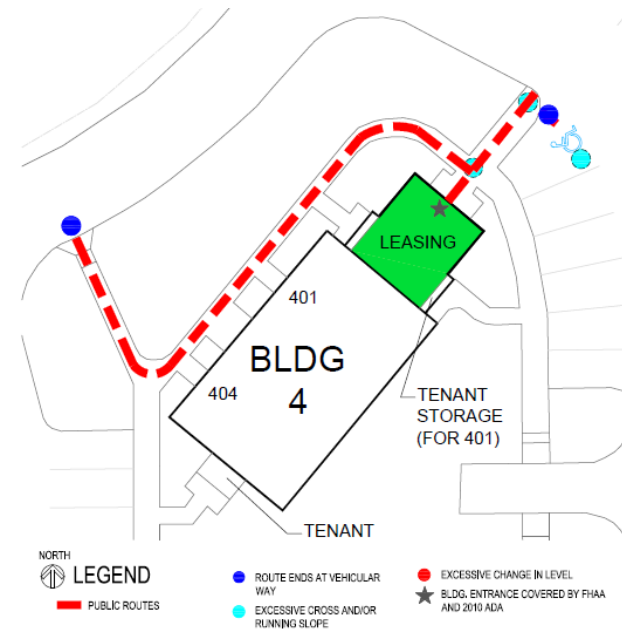 LEASING
401
BLDG
4
404
TENANT
STORAGE
(FOR 401)
TENANT
NORTH
LEGEND
PUBLIC ROUTES
ROUTE ENDS AT VEHICULAR
WAY
EXCESSIVE CROSS AND/OR
RUNNING SLOPE
EXCESSIVE CHANGE IN LEVEL
BLDG. ENTRANCE COVERED BY FHAA
AND 2010 ADA